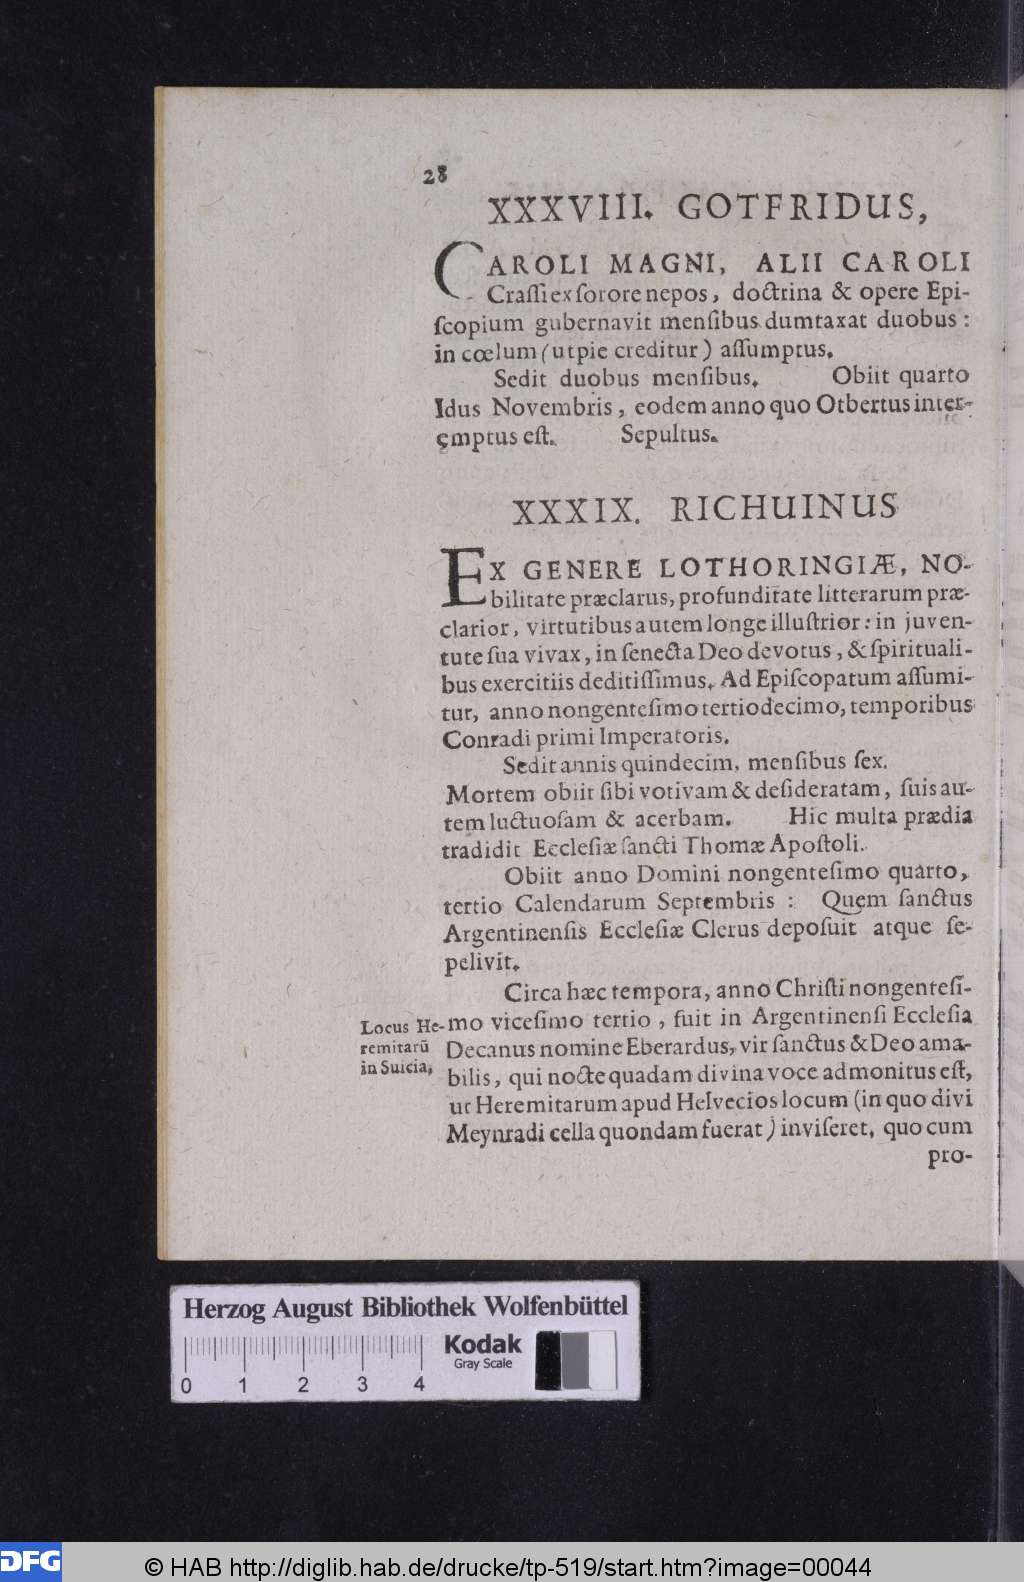 28
XXXVIII. GOTFRIDUS,
CAROLI MAGNI, ALII CAROLI
Craſſi ex ſorore nepos, doctrina & opere Epi-
ſcopium gubernavit menſibus dumtaxat duobus:
in cœlum (ut pie creditur) aſſumptus.
Sedit duobus menſibus. Obiit quarto
Idus Novembris, eodem anno quo Otbertus inter-
emptus eſt. Sepultus.
XXXIX. RICHUINUS
EX GENERE LOTHORINGIÆ, NO-
bilitate præclarus, profunditate litterarum præ-
clarior, virtutibus autem longe illuſtrior: in juven-
tute ſua vivax, in ſenecta Deo devotus, & ſpirituali-
bus exercitiis deditiſſimus. Ad Epiſcopatum aſſumi-
tur, anno nongenteſimo tertiodecimo, temporibus
Conradi primi Imperatoris.
Sedit annis quindecim, menſibus ſex.
Mortem obiit ſibi votivam & deſideratam, ſuis au-
tem luctuoſam & acerbam. Hic multa prædia
tradidit Eccleſiæ ſancti Thomæ Apoſtoli.
Obiit anno Domini nongenteſimo quarto,
tertio Calendarum Septembris: Quem ſanctus
Argentinenſis Eccleſiæ Clerus depoſuit atque ſe-
pelivit.
Circa hæc tempora, anno Chriſti nongenteſi-
mo viceſimo tertio, fuit in Argentinenſi Eccleſia
Decanus nomine Eberardus, vir ſanctus & Deo ama-
bilis, qui nocte quadam divina voce admonitus eſt,
ut Heremitarum apud Helvecios locum (in quo divi
Meynradi cella quondam fuerat) inviſeret, quo cum
pro-
Locus He-
remitarū
in Suicia,
Herzog August Bibliothek Wolfenbüttel
Kodak
Gray Scale
0 1 2 3 4
DFG
© HAB http://diglib.hab.de/drucke/tp-519/start.htm?image=00044